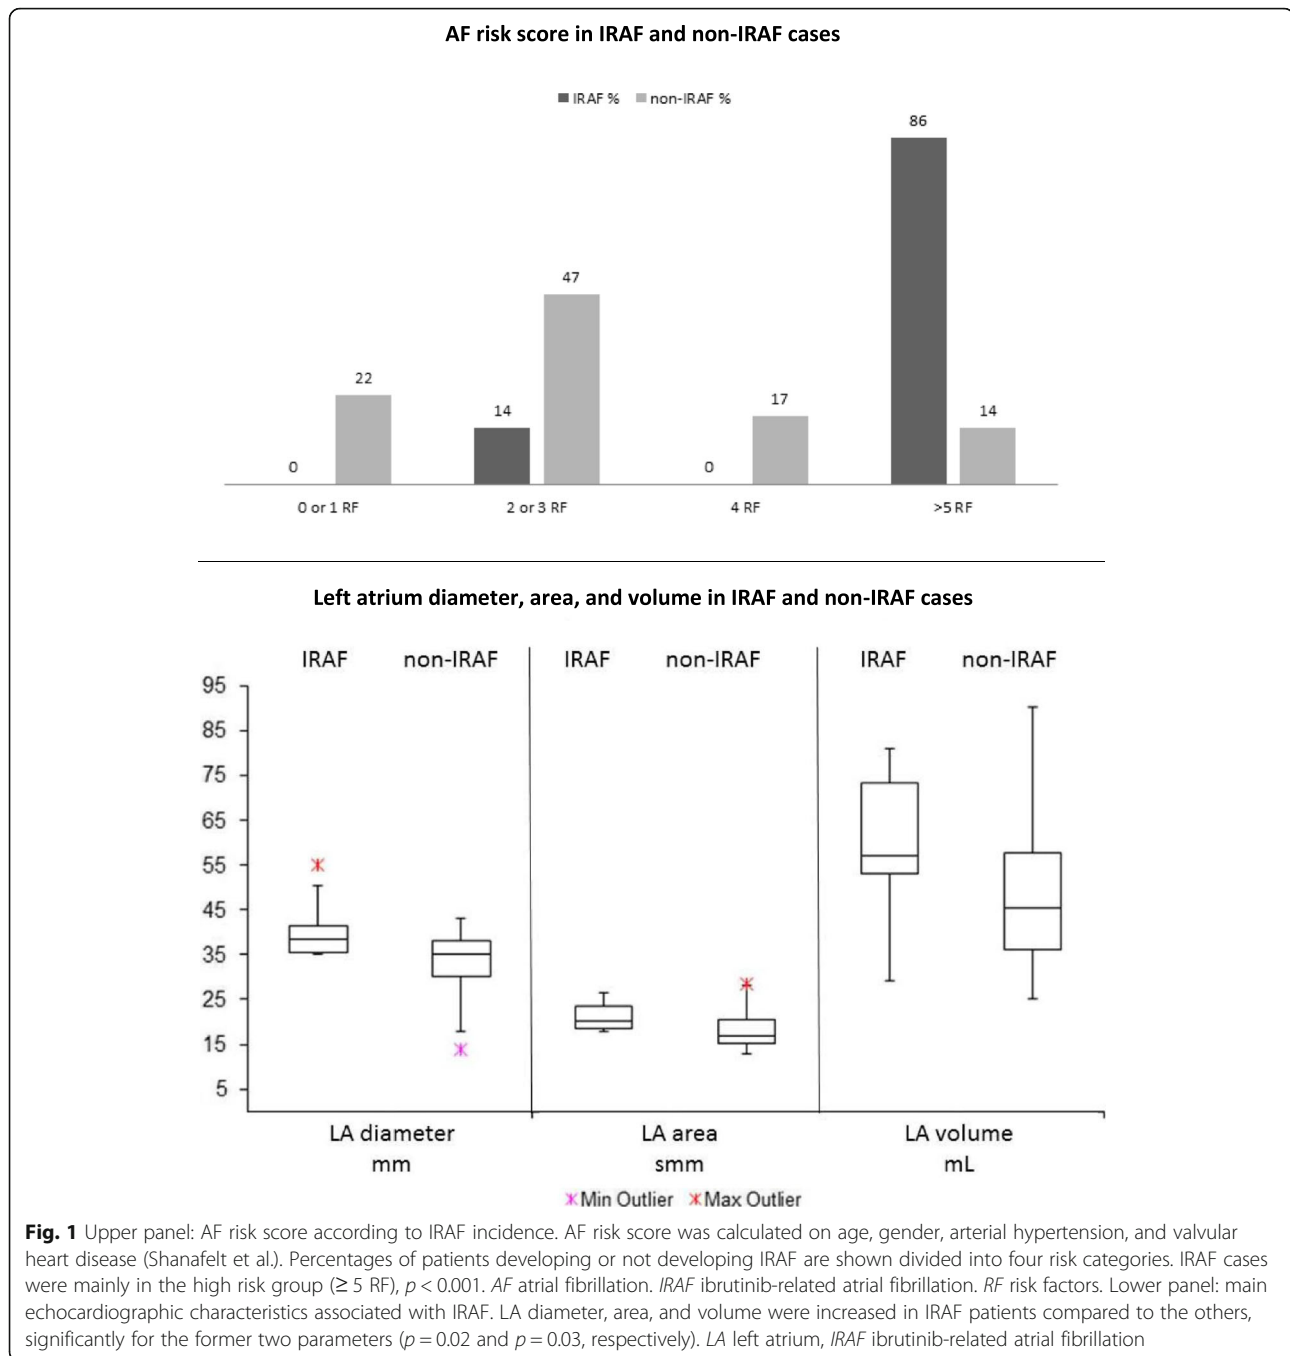 AF risk score in IRAF and non-IRAF cases
IRAF % non-IRAF %
86
47
22
14
17
14
0
0
0 or 1 RF 2 or 3 RF 4 RF >5 RF
Left atrium diameter, area, and volume in IRAF and non-IRAF cases
IRAF non-IRAF IRAF non-IRAF IRAF non-IRAF
95
85
75
65
55
45
35
25
15
5
LA diameter LA area LA volume
mm smm mL
Min Outlier Max Outlier
Fig. 1 Upper panel: AF risk score according to IRAF incidence. AF risk score was calculated on age, gender, arterial hypertension, and valvular
heart disease (Shanafelt et al.). Percentages of patients developing or not developing IRAF are shown divided into four risk categories. IRAF cases
were mainly in the high risk group (≥ 5 RF), p < 0.001. AF atrial fibrillation. IRAF ibrutinib-related atrial fibrillation. RF risk factors. Lower panel: main
echocardiographic characteristics associated with IRAF. LA diameter, area, and volume were increased in IRAF patients compared to the others,
significantly for the former two parameters (p = 0.02 and p = 0.03, respectively). LA left atrium, IRAF ibrutinib-related atrial fibrillation